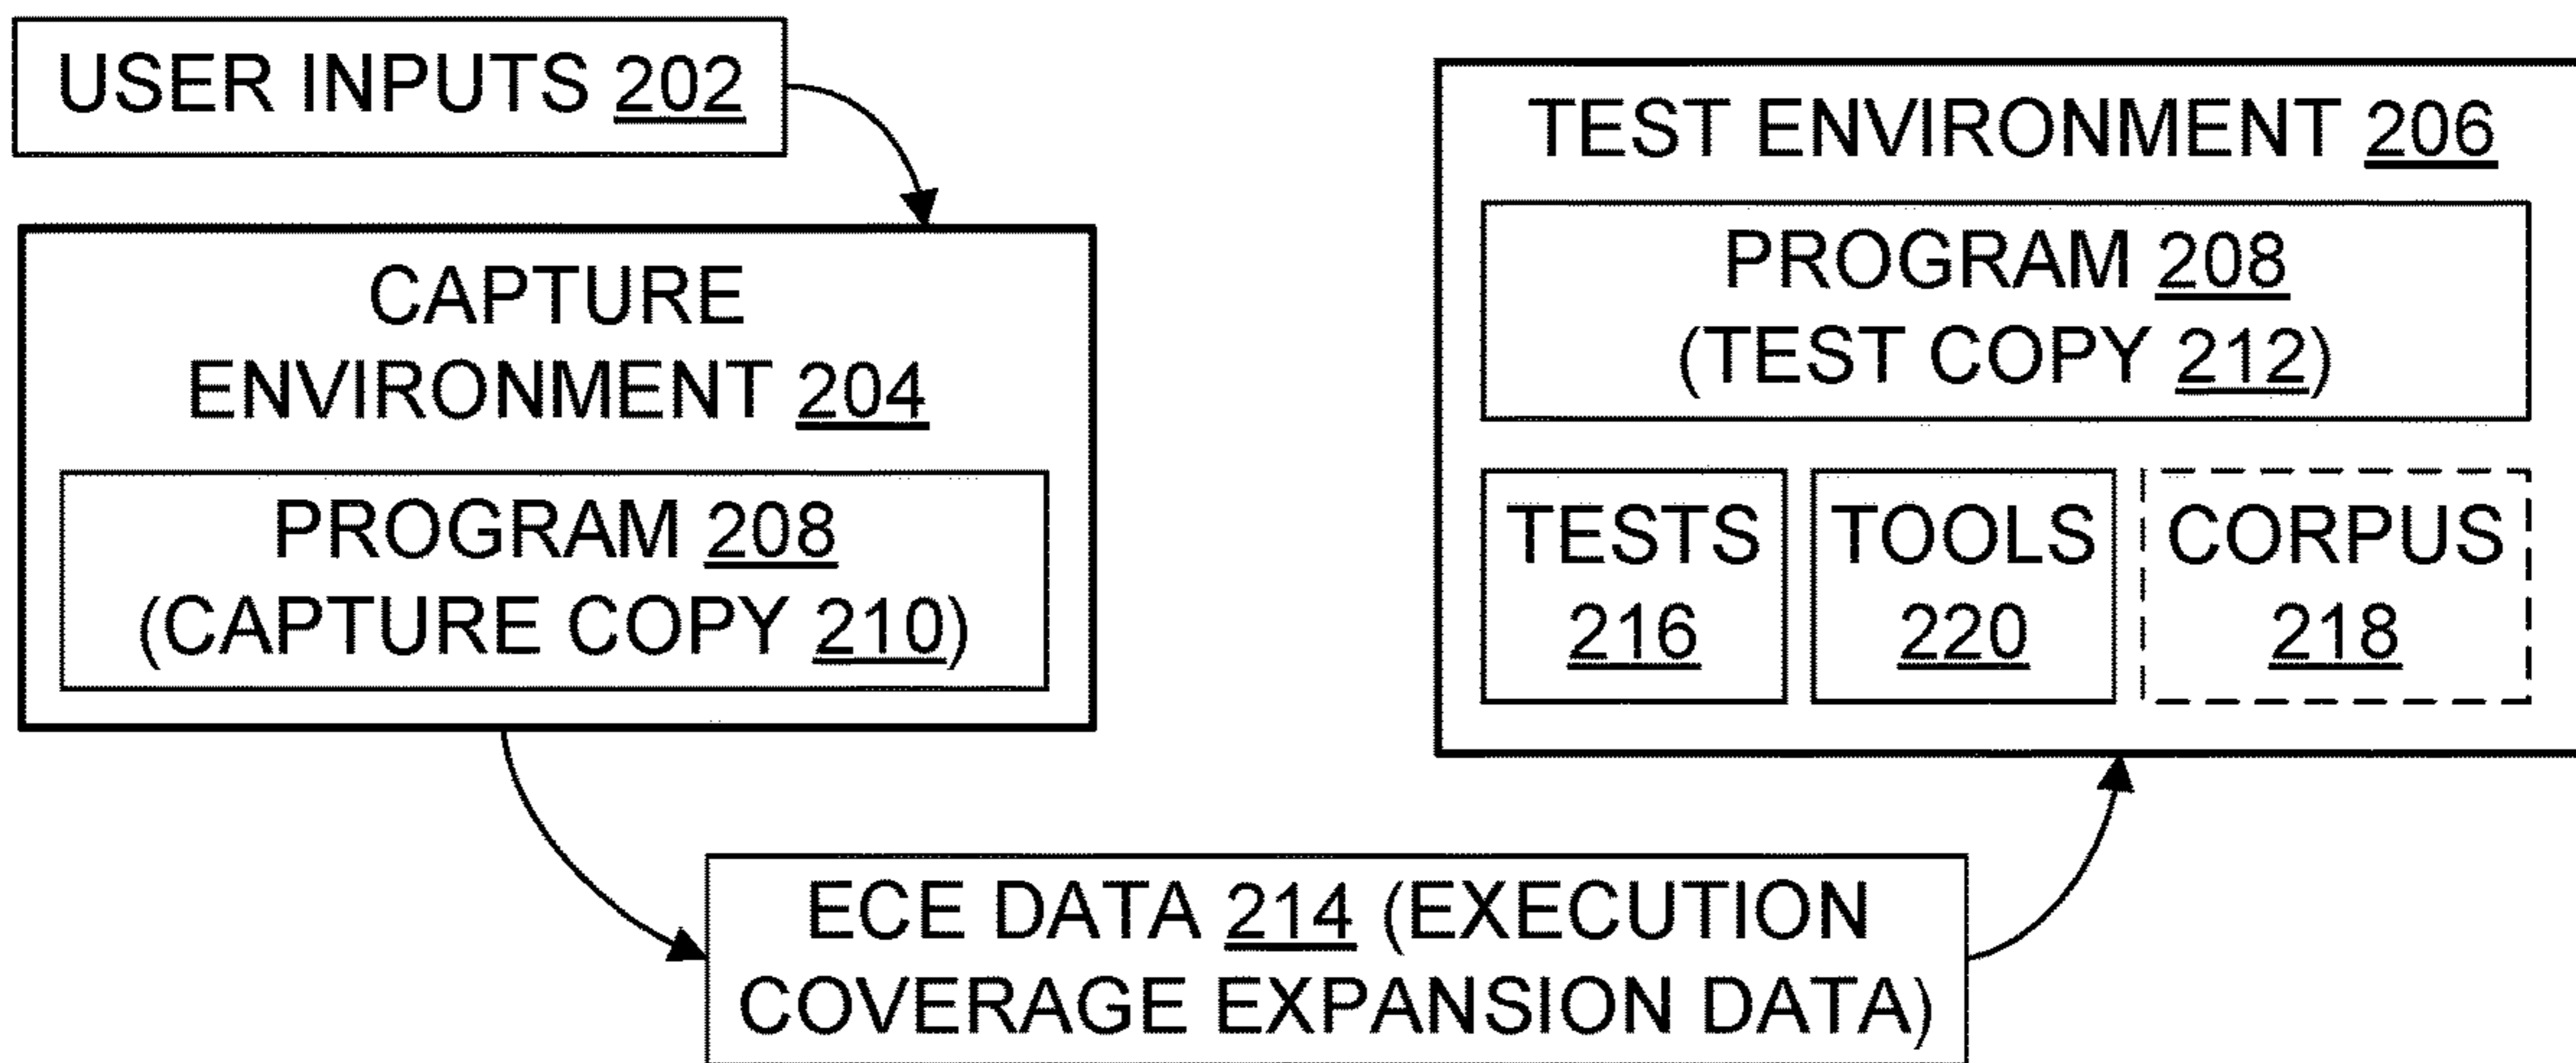 USER INPUTS 202
CAPTURE
ENVIRONMENT 204
PROGRAM 208
(CAPTURE COPY 210)
TEST ENVIRONMENT 206
PROGRAM 208
(TEST COPY 212)
TESTS
216
TOOLS
220
CORPUS
218
ECE DATA 214 (EXECUTION
COVERAGE EXPANSION DATA)